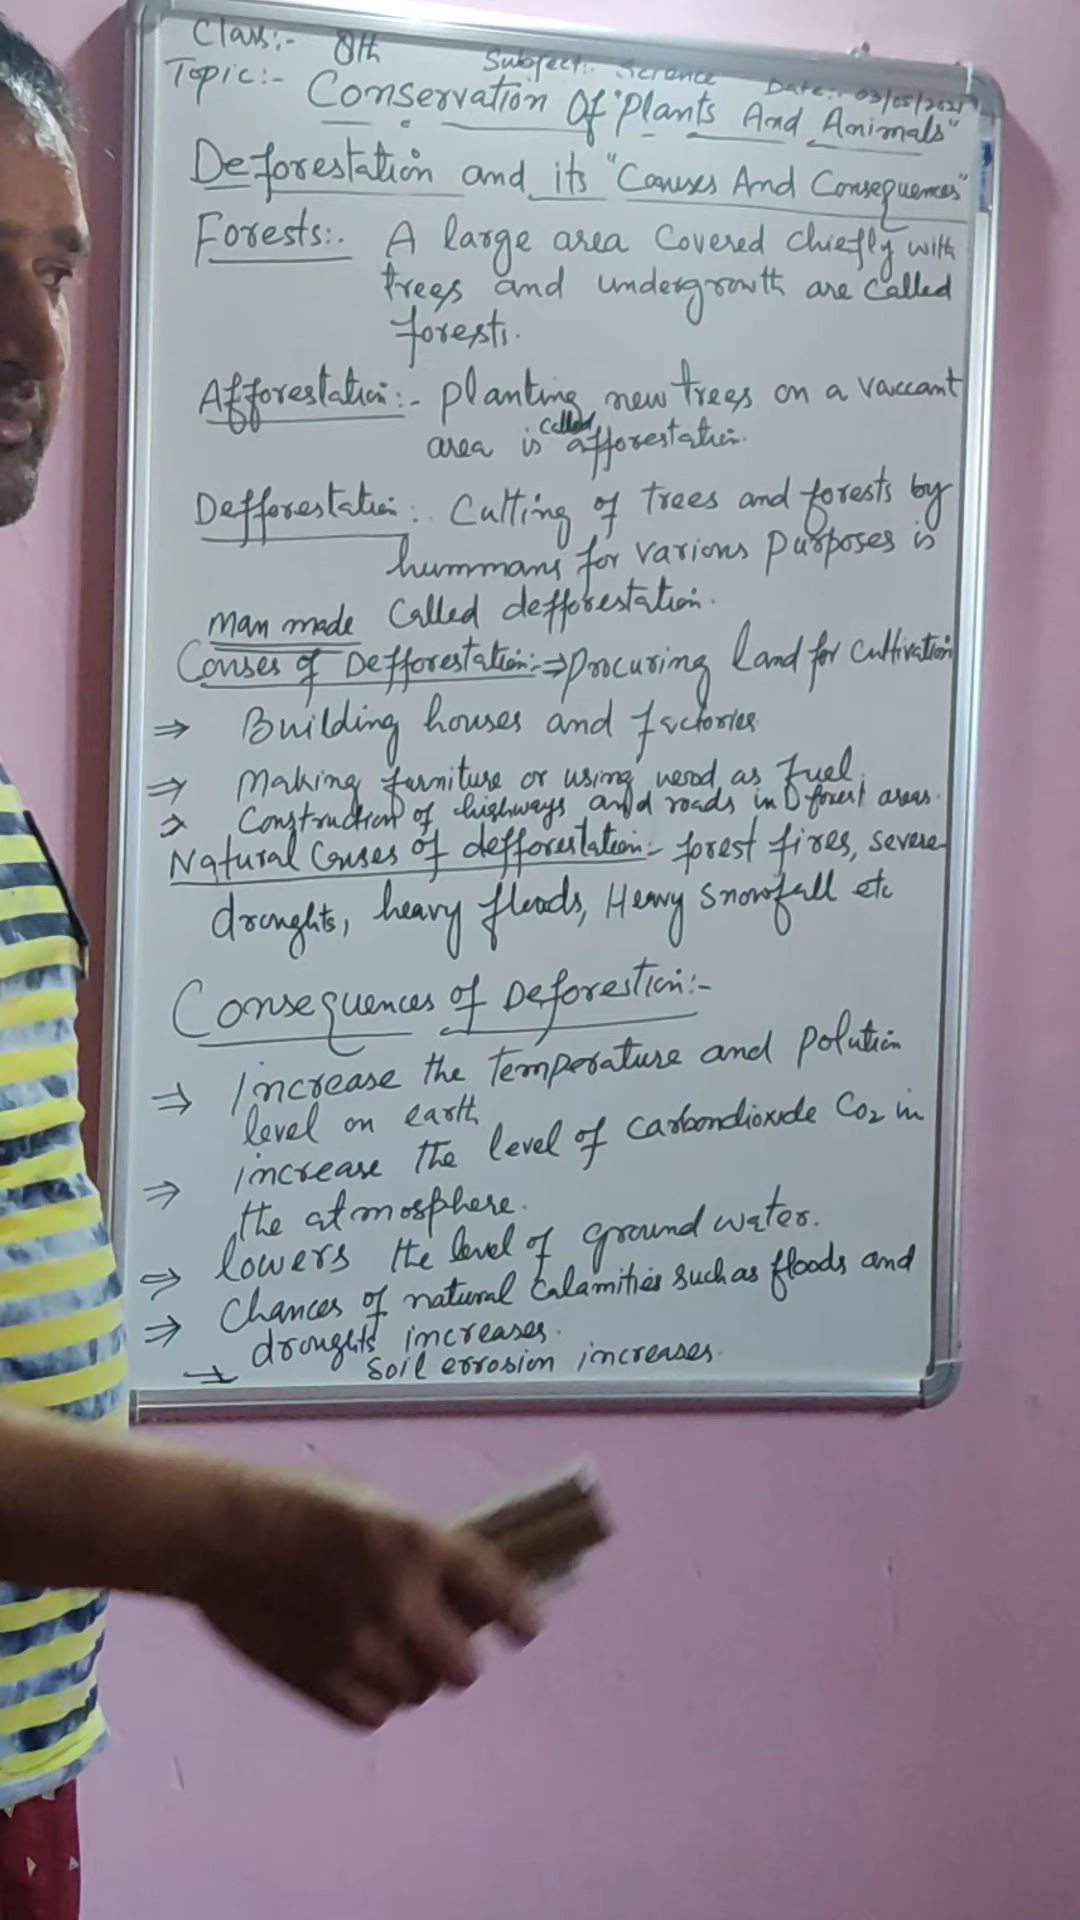 Class:- 8th Subject:- Science Date:- 03/05/2021
Topic:- Conservation Of "Plants And Animals"
Deforestation and its "Causes And Consequences"
Forests:. A large area Covered chiefly with
trees and undergrowth are called
forests.
Afforestation:- planting new trees on a vaccant
area is called afforestation.
Defforestation:. Cutting of trees and forests by
hummans for various purposes is
called defforestation.
Man made
Causes of Defforestation:- ⇒ procuring land for cultivation
⇒ Building houses and factories
⇒ Making furniture or using wood as fuel.
⇒ Construction of highways and roads in forest areas.
Natural Causes of defforestation:- forest fires, severe
droughts, heavy floods, Heavy snowfall etc
Consequences of Deforestion:-
⇒ Increase the temperature and polution
level on earth
⇒ increase the level of carbondioxide CO2 in
the atmosphere.
⇒ lowers the level of ground water.
⇒ Chances of natural calamities such as floods and
droughts increases.
→ soil errosion increases.